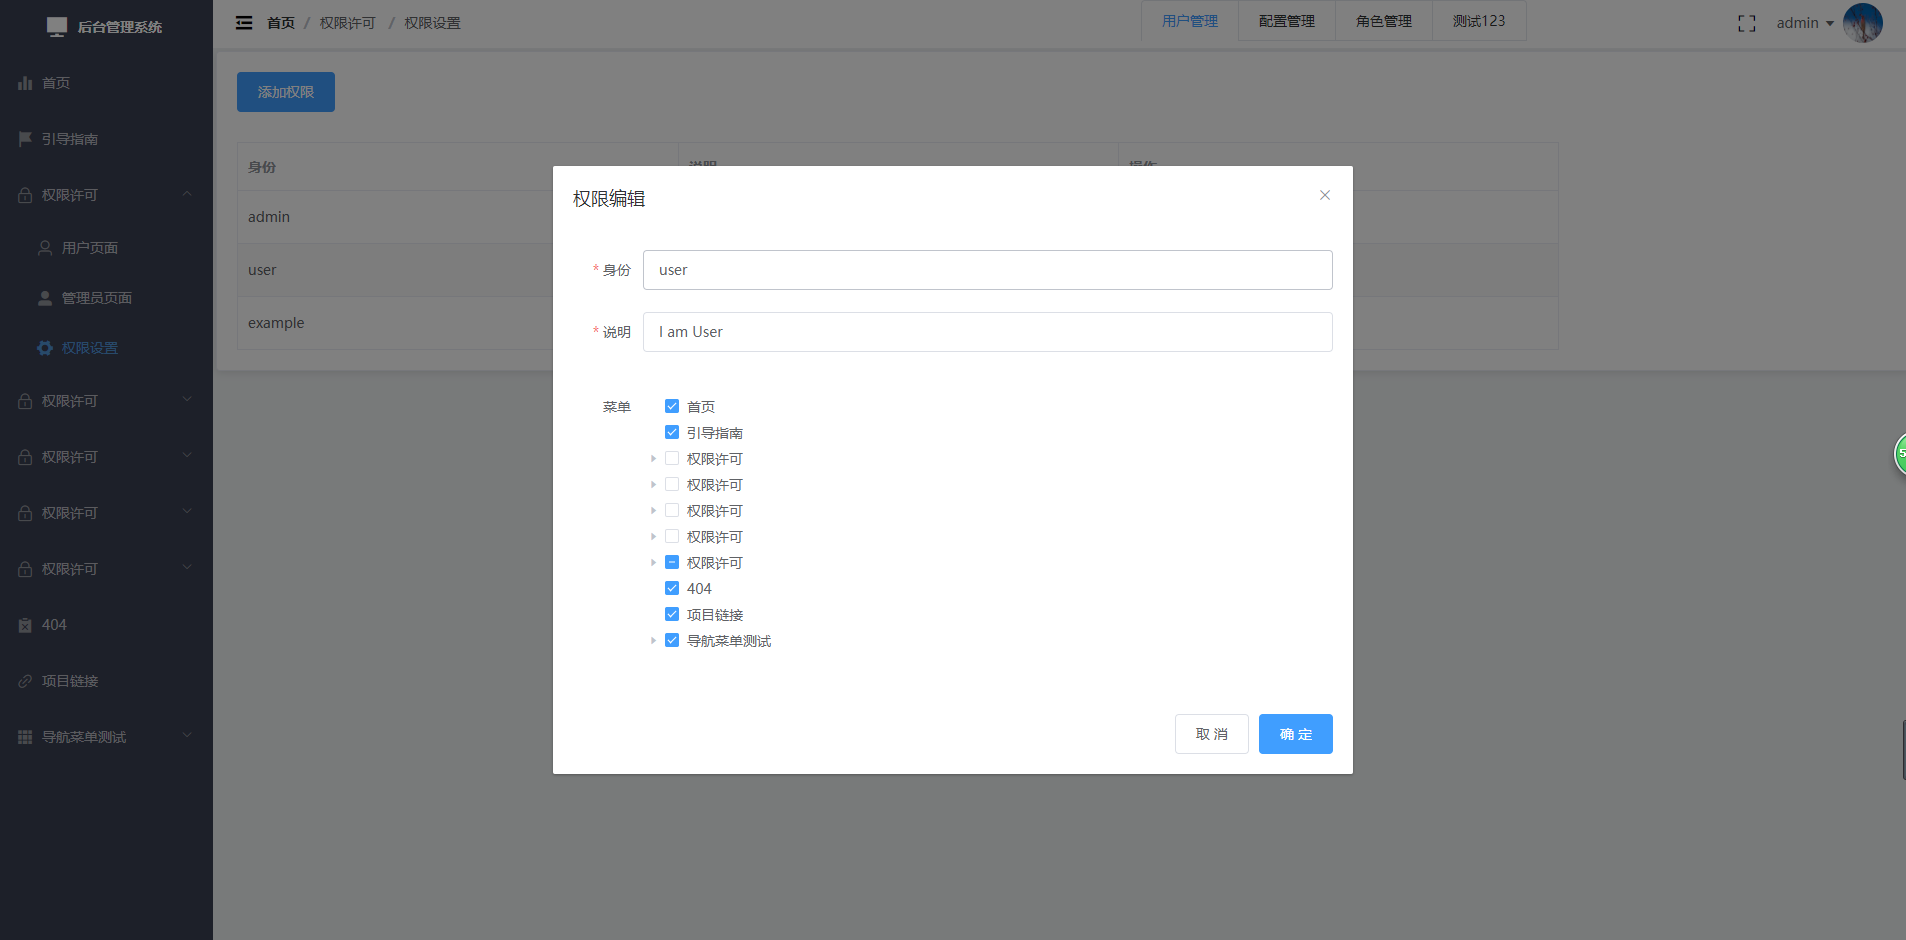 后台管理系统
首页 / 权限许可 / 权限设置
用户管理 配置管理 角色管理 测试123
admin
首页
引导指南
权限许可
用户页面
管理员页面
权限设置
权限许可
权限许可
权限许可
权限许可
404
项目链接
导航菜单测试
添加权限
身份 说明 操作
admin
user
example
权限编辑
* 身份 user
* 说明 I am User
菜单 首页
引导指南
权限许可
权限许可
权限许可
权限许可
权限许可
404
项目链接
导航菜单测试
取 消 确 定
5